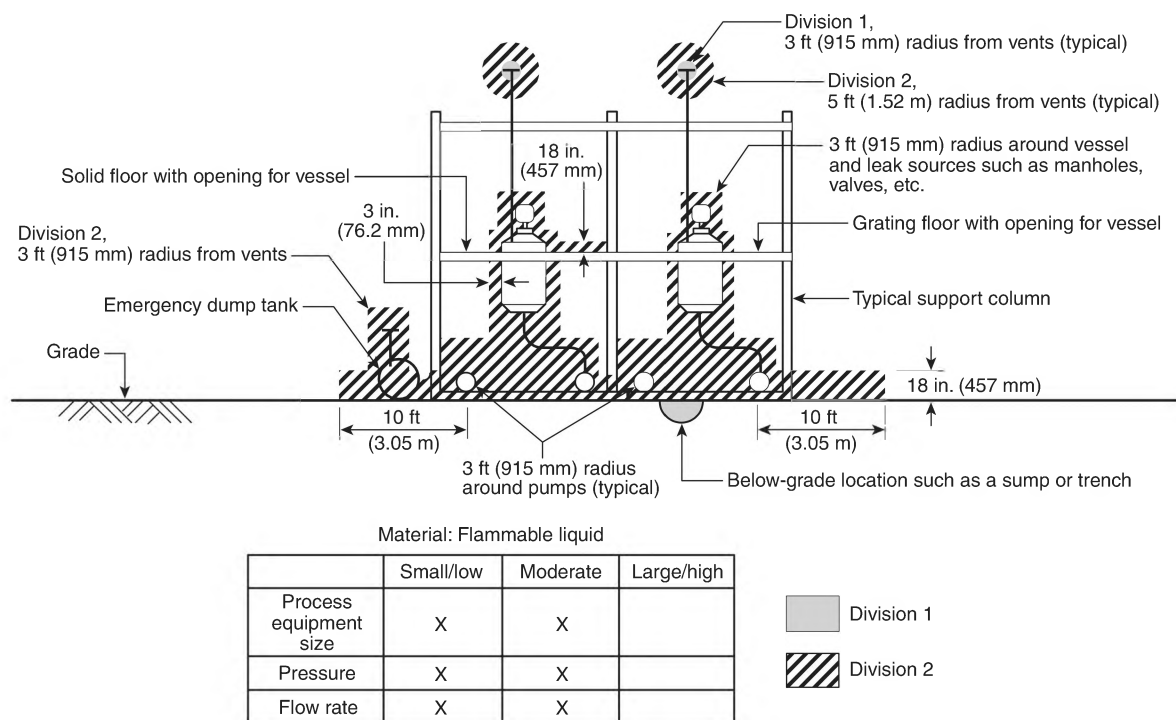 Division 1,
3 ft (915 mm) radius from vents (typical)
Division 2,
5 ft (1.52 m) radius from vents (typical)
18 in.
(457 mm)
3 ft (915 mm) radius around vessel
and leak sources such as manholes,
valves, etc.
Solid floor with opening for vessel
3 in.
(76.2 mm)
Grating floor with opening for vessel
Division 2,
3 ft (915 mm) radius from vents
Emergency dump tank
Typical support column
Grade
18 in. (457 mm)
10 ft
(3.05 m)
10 ft
(3.05 m)
3 ft (915 mm) radius
around pumps (typical)
Below-grade location such as a sump or trench
Material: Flammable liquid
Small/low Moderate Large/high
Process
equipment
size
X X
Pressure X X
Flow rate X X
Division 1
Division 2